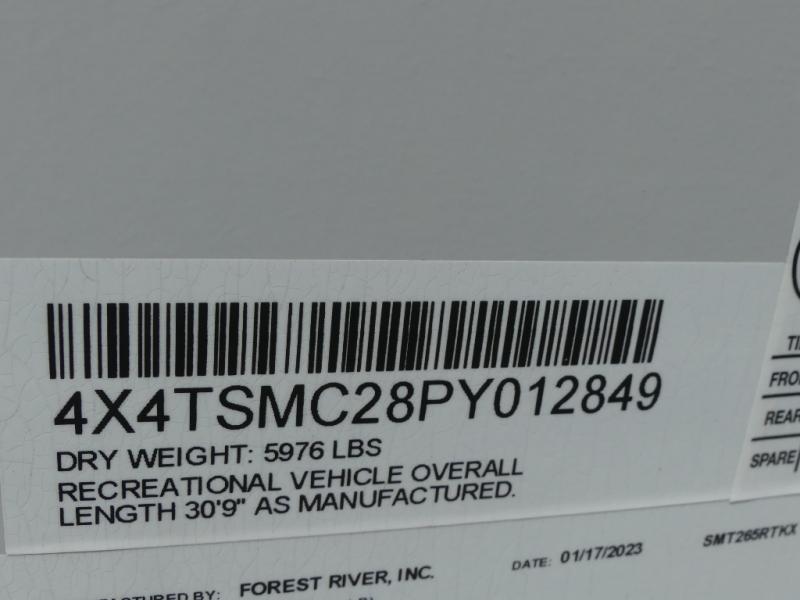 4X4TSMC28PY012849
DRY WEIGHT: 5976 LBS
RECREATIONAL VEHICLE OVERALL
LENGTH 30'9" AS MANUFACTURED.
FRO
REAR
SPARE
BY: FOREST RIVER, INC. DATE: 01/17/2023 SMT265RTKX